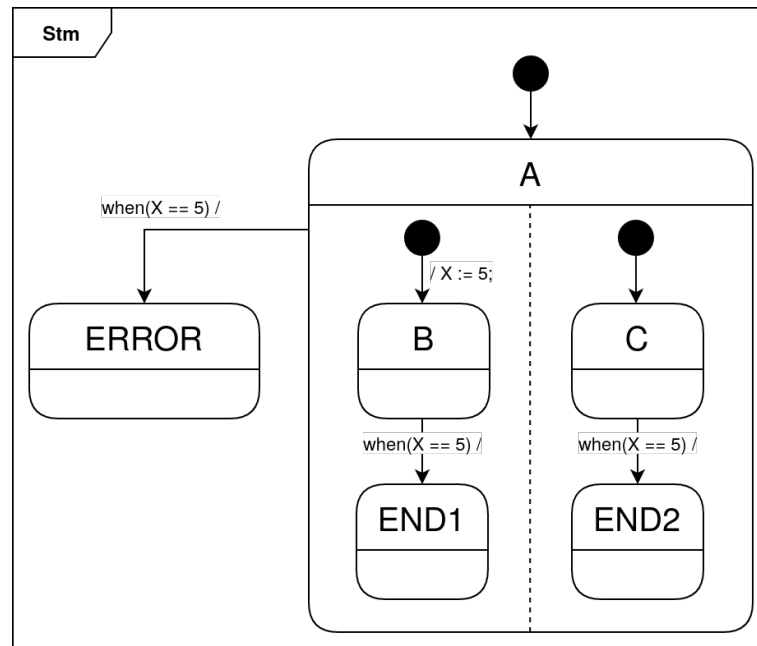 Stm
A
when(X == 5) /
/ X := 5;
ERROR
B
C
when(X == 5) /
when(X == 5) /
END1
END2